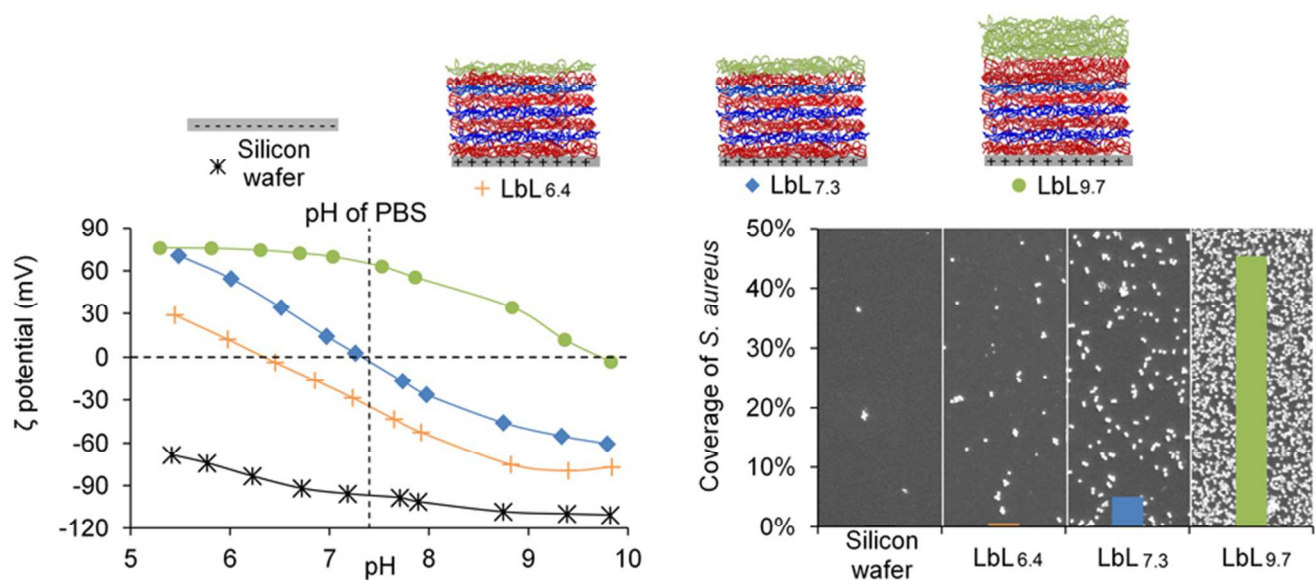 Silicon
wafer
LbL6.4
LbL7.3
LbL9.7
pH of PBS
90
60
30
0
-30
-60
-90
-120
ζ potential (mV)
5
6
7
8
9
10
pH
50%
40%
30%
20%
10%
0%
Coverage of S. aureus
Silicon
wafer
LbL6.4
LbL7.3
LbL9.7